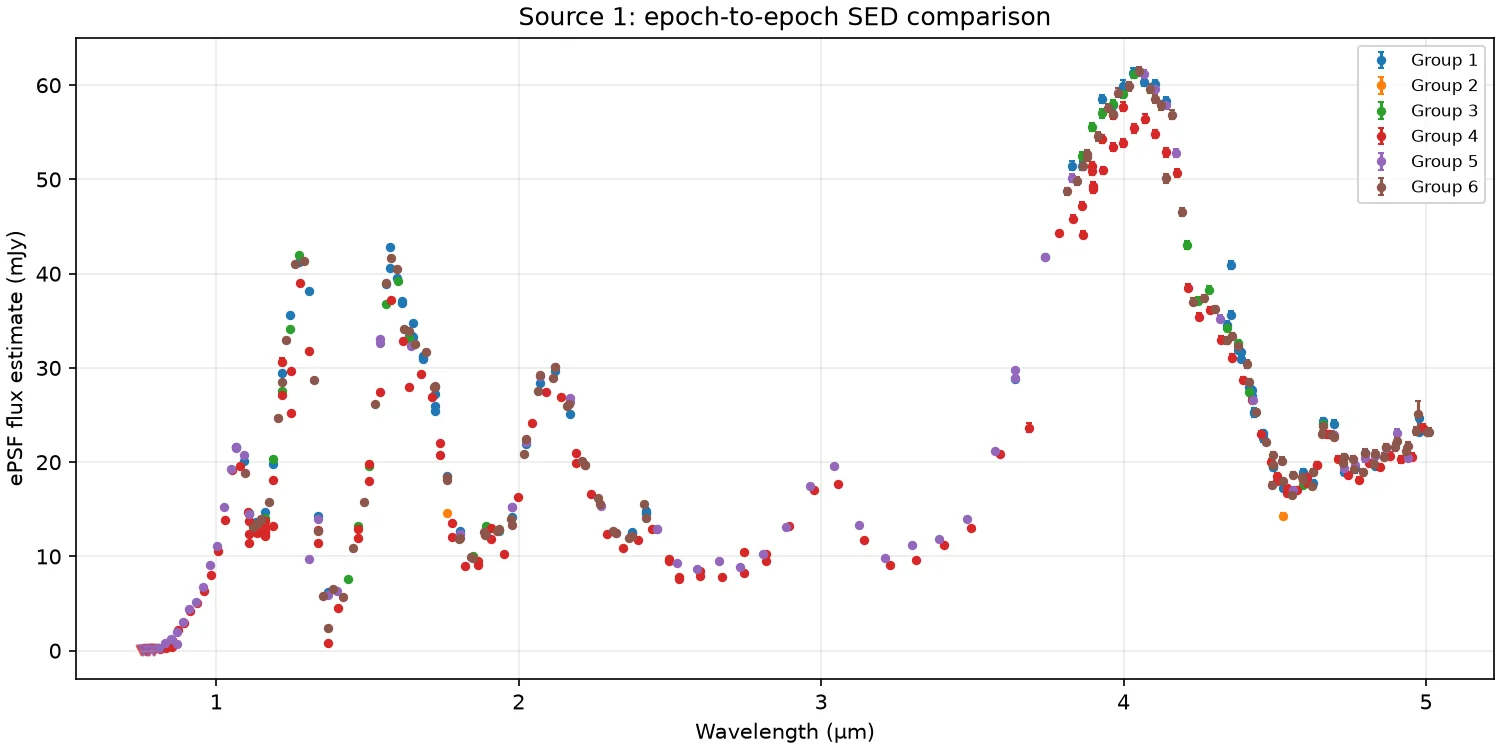 Source 1: epoch-to-epoch SED comparison
ePSF flux estimate (mJy)
60
50
40
30
20
10
0
Group 1
Group 2
Group 3
Group 4
Group 5
Group 6
1 2 3 4 5
Wavelength (μm)